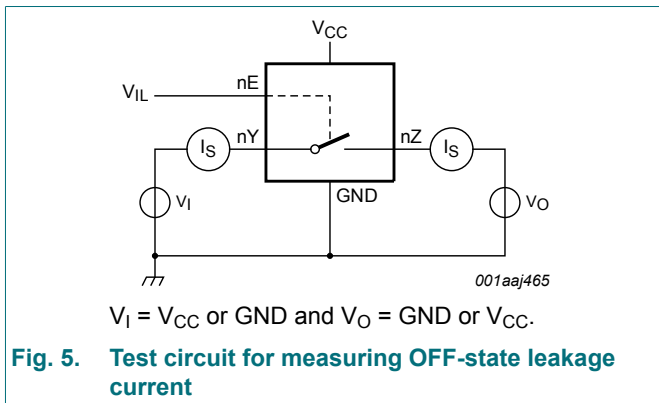 VCC
nE
VIL
nY
nZ
IS
IS
GND
VI
VO
001aaj465
VI = VCC or GND and VO = GND or VCC.
Fig. 5. Test circuit for measuring OFF-state leakage
current